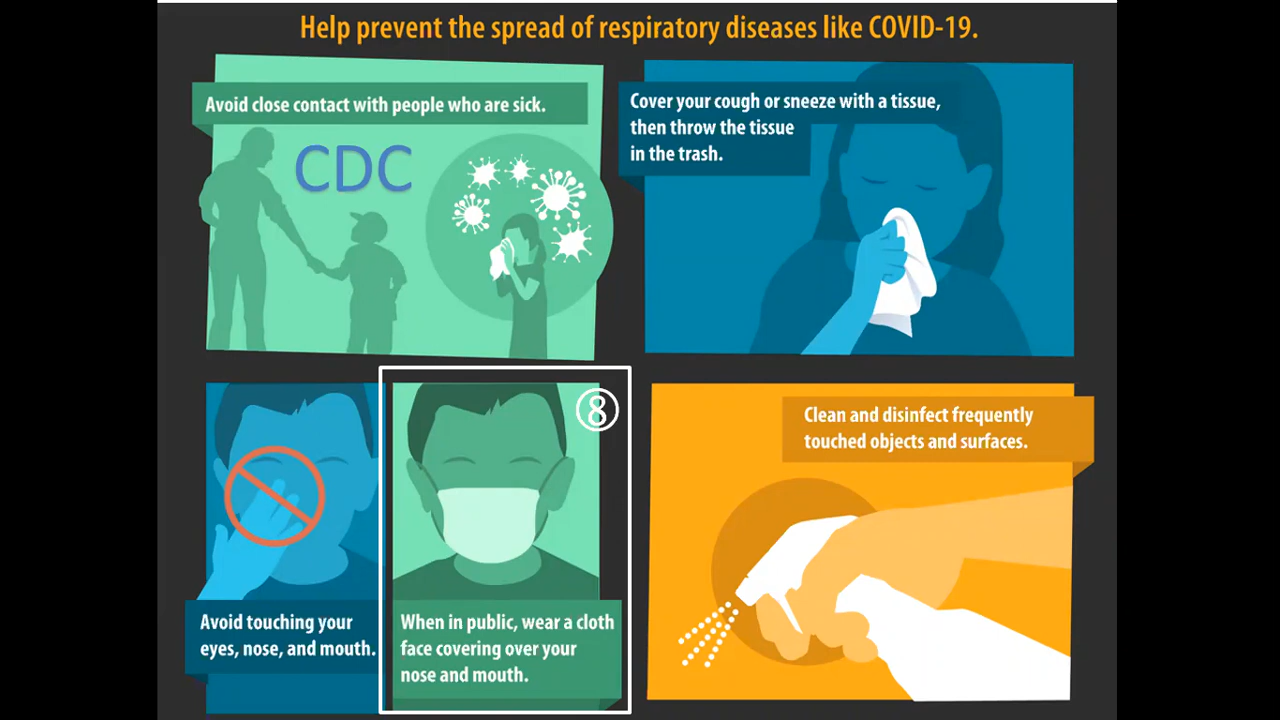 Help prevent the spread of respiratory diseases like COVID-19.
Avoid close contact with people who are sick.
CDC
Cover your cough or sneeze with a tissue,
then throw the tissue
in the trash.
Avoid touching your
eyes, nose, and mouth.
⑧
When in public, wear a cloth
face covering over your
nose and mouth.
Clean and disinfect frequently
touched objects and surfaces.